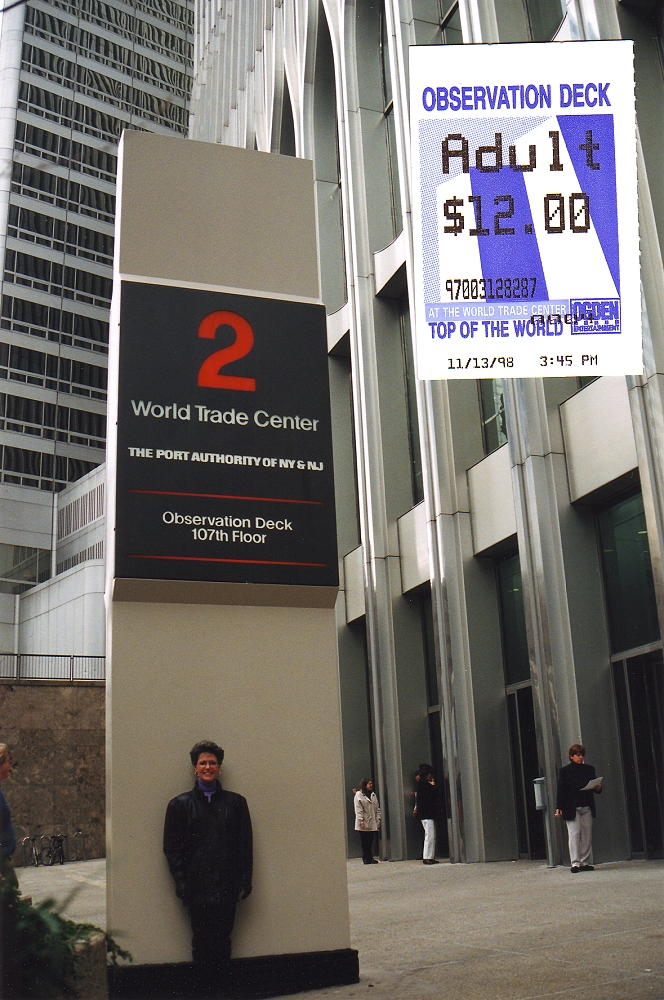 2
World Trade Center
THE PORT AUTHORITY OF NY & NJ
Observation Deck
107th Floor
OBSERVATION DECK
Adult
$12.00
97003128287
AT THE WORLD TRADE CENTER
TOP OF THE WORLD
OGDEN
ENTERTAINMENT
11/13/98 3:45 PM